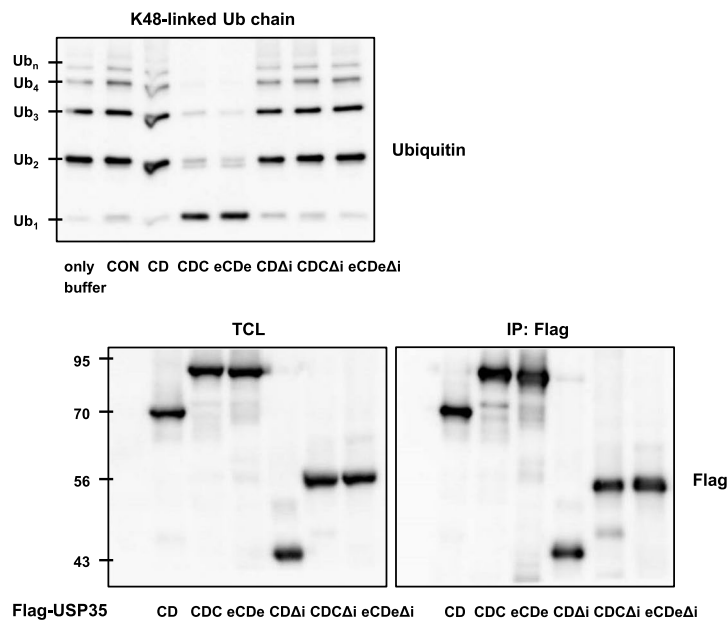 K48-linked Ub chain
Ubn
Ub4
Ub3
Ub2
Ub1
Ubiquitin
only buffer CON CD CDC eCDe CDΔi CDCΔi eCDeΔi
TCL
IP: Flag
95
70
56
43
Flag
Flag-USP35 CD CDC eCDe CDΔi CDCΔi eCDeΔi CD CDC eCDe CDΔi CDCΔi eCDeΔi